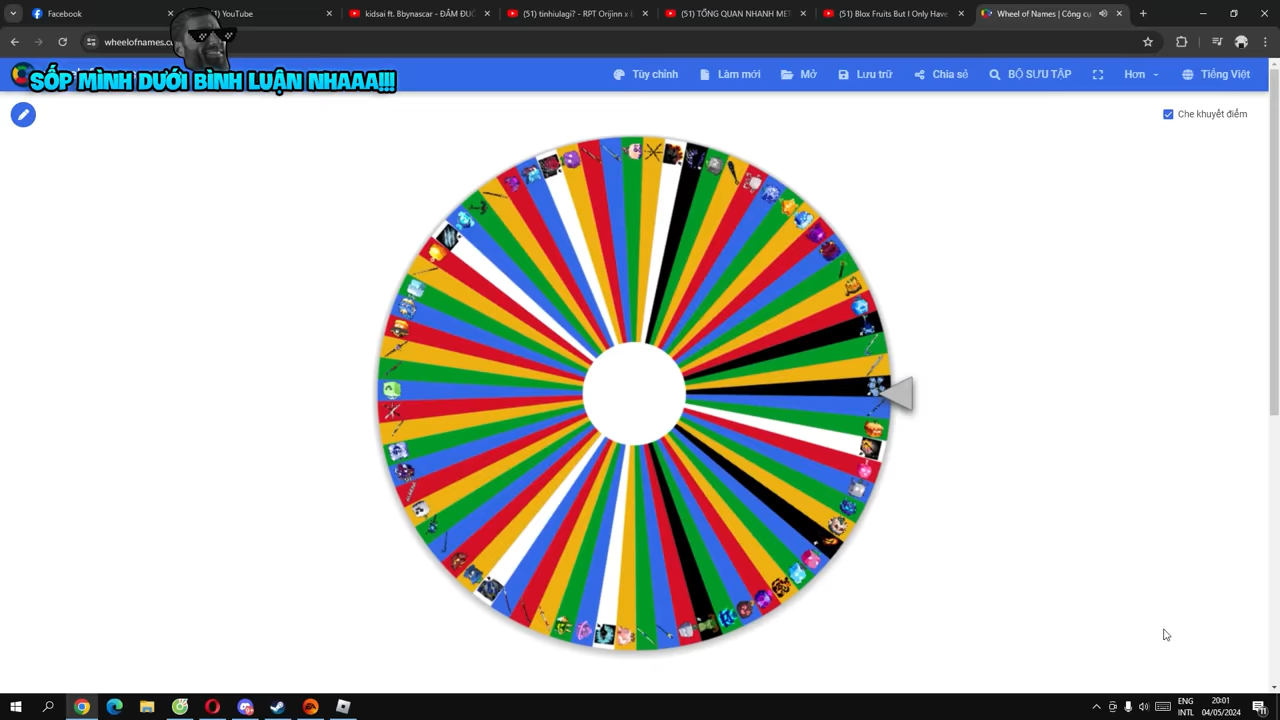 Facebook
(51) YouTube
kidsai ft. Bbynascar - ĐÁM ĐƯ
(51) tinhiulagi? - RPT Orijinn x L
(51) TỔNG QUAN NHANH MET
(51) Blox Fruits But I Only Have
Wheel of Names | Công cụ
wheelofnames.c
SỐP MÌNH DƯỚI BÌNH LUẬN NHAAA!!!
Tùy chỉnh
Làm mới
Mở
Lưu trữ
Chia sẻ
BỘ SƯU TẬP
Hơn
Tiếng Việt
Che khuyết điểm
ENG
INTL
20:01
04/05/2024